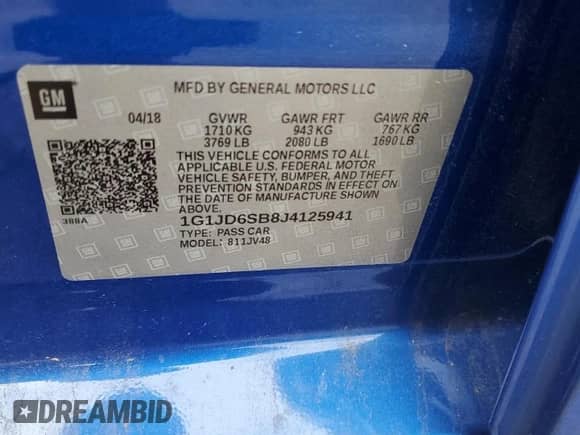 GM
MFD BY GENERAL MOTORS LLC
04/18 GVWR GAWR FRT GAWR RR
1710 KG 943 KG 767 KG
3769 LB 2080 LB 1690 LB
THIS VEHICLE CONFORMS TO ALL
APPLICABLE U.S. FEDERAL MOTOR
VEHICLE SAFETY, BUMPER, AND THEFT
PREVENTION STANDARDS IN EFFECT ON
THE DATE OF MANUFACTURE SHOWN
ABOVE.
388A
1G1JD6SB8J4125941
TYPE: PASS CAR
MODEL: 811JV48
DREAMBID